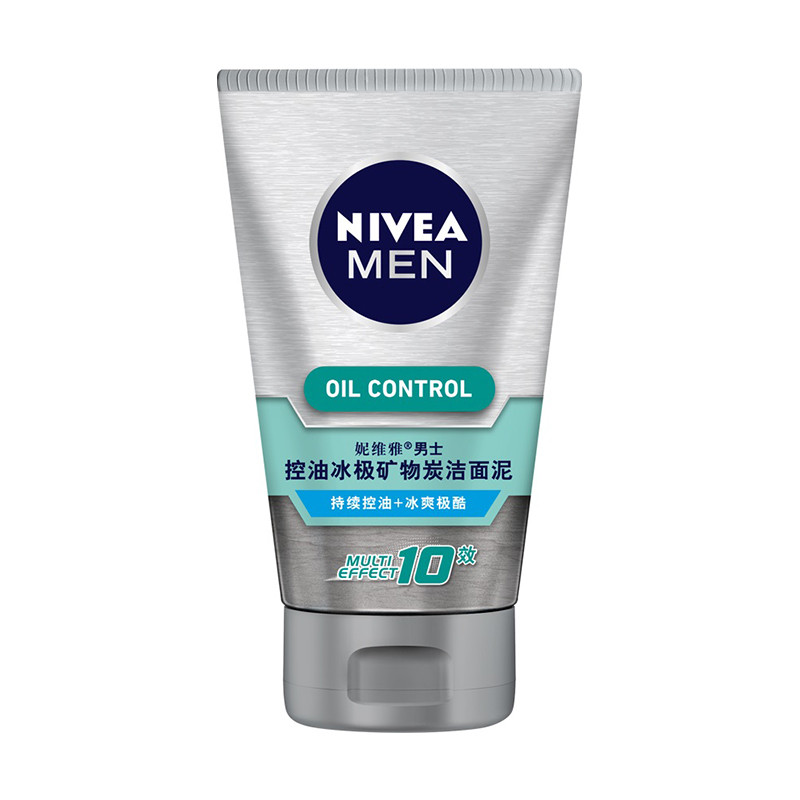 NIVEA
MEN
OIL CONTROL
妮维雅®男士
控油冰极矿物炭洁面泥
持续控油+冰爽极酷
MULTI
EFFECT 10效